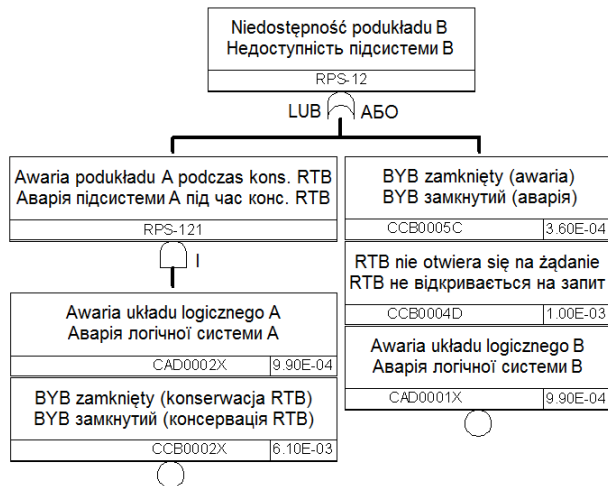 Niedostępność podukładu B
Недоступність підсистеми B
RPS-12
LUB АБО
Awaria podukładu A podczas kons. RTB
Аварія підсистеми A під час конс. RTB
RPS-121
I
Awaria układu logicznego A
Аварія логічної системи A
CAD0002X 9.90E-04
BYB zamknięty (konserwacja RTB)
BYB замкнутий (консервація RTB)
CCB0002X 6.10E-03
BYB zamknięty (awaria)
BYB замкнутий (аварія)
CCB0005C 3.60E-04
RTB nie otwiera się na żądanie
RTB не відкривається на запит
CCB0004D 1.00E-03
Awaria układu logicznego B
Аварія логічної системи B
CAD0001X 9.90E-04